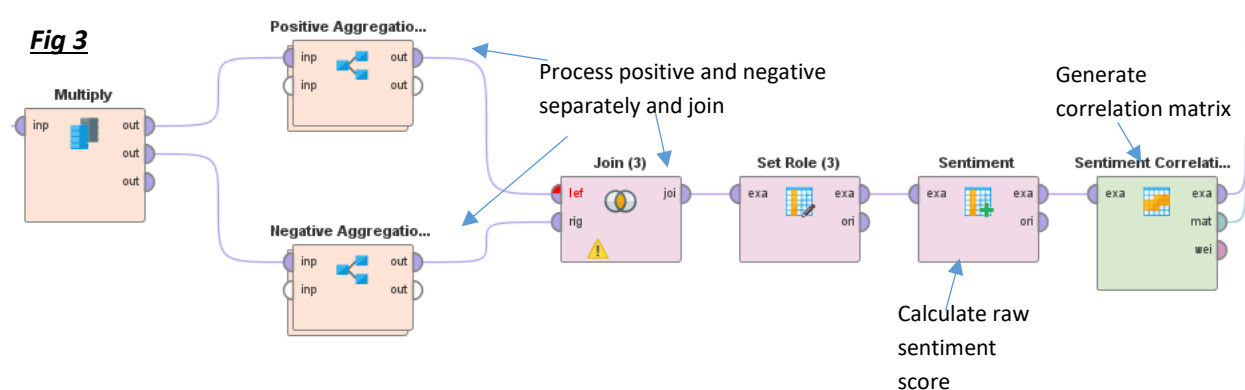 Fig 3
Positive Aggregatio...
inp out
inp out
Process positive and negative
separately and join
Generate
correlation matrix
Multiply
inp out
out
out
Join (3)
lef joi
rig
Set Role (3)
exa exa
ori
Sentiment
exa exa
ori
Sentiment Correlati...
exa exa
mat
wei
Negative Aggregatio...
inp out
inp out
Calculate raw
sentiment
score